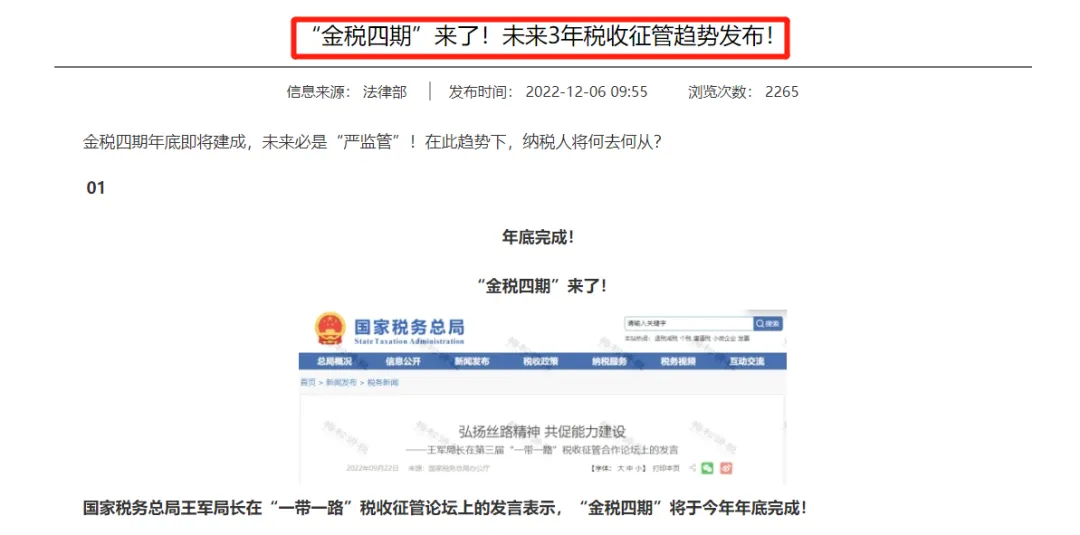 “金税四期”来了！未来3年税收征管趋势发布！
信息来源： 法律部 │ 发布时间： 2022-12-06 09:55 浏览次数： 2265
金税四期年底即将建成，未来必是“严监管”！在此趋势下，纳税人将何去何从？
01
年底完成！
“金税四期”来了！
国家税务总局
State Taxation Administration
请输入关键字 搜索
总局概况 信息公开 新闻发布 税收政策 纳税服务 税务视频 互动交流
首页 > 新闻发布 > 税务新闻
弘扬丝路精神 共促能力建设
——王军局长在第三届“一带一路”税收征管合作论坛上的发言
2022年09月22日 来源：国家税务总局办公厅 【字体：大 中 小】 打印本页
国家税务总局王军局长在“一带一路”税收征管论坛上的发言表示，“金税四期”将于今年年底完成！